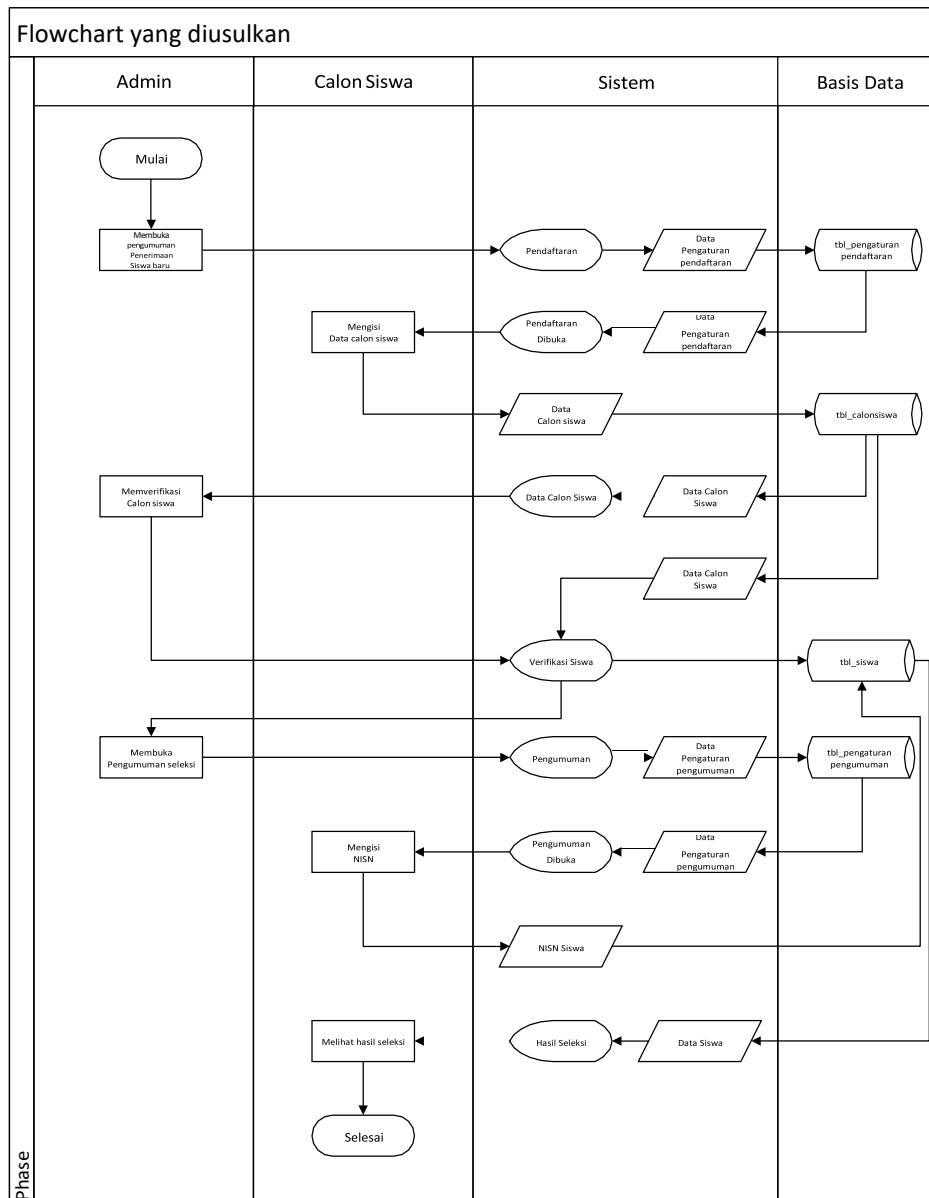 Flowchart yang diusulkan
Admin
Calon Siswa
Sistem
Basis Data
Mulai
Membuka
pengumuman
Penerimaan
Siswa baru
Pendaftaran
Data
Pengaturan
pendaftaran
tbl_pengaturan
pendaftaran
Mengisi
Data calon siswa
Pendaftaran
Dibuka
Data
Pengaturan
pendaftaran
Data
Calon siswa
tbl_calonsiswa
Memverifikasi
Calon siswa
Data Calon Siswa
Data Calon
Siswa
Data Calon
Siswa
Verifikasi Siswa
tbl_siswa
Membuka
Pengumuman seleksi
Pengumuman
Data
Pengaturan
pengumuman
tbl_pengaturan
pengumuman
Mengisi
NISN
Pengumuman
Dibuka
Data
Pengaturan
pengumuman
NISN Siswa
Melihat hasil seleksi
Hasil Seleksi
Data Siswa
Selesai
Phase